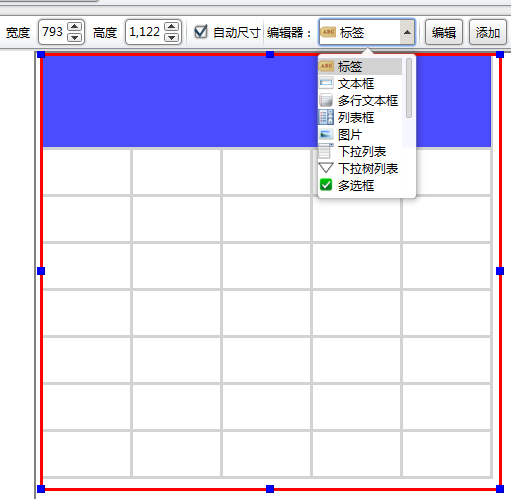 宽度 793 高度 1,122 自动尺寸 编辑器： ABC 标签 编辑 添加
ABC 标签
文本框
多行文本框
列表框
图片
下拉列表
下拉树列表
多选框